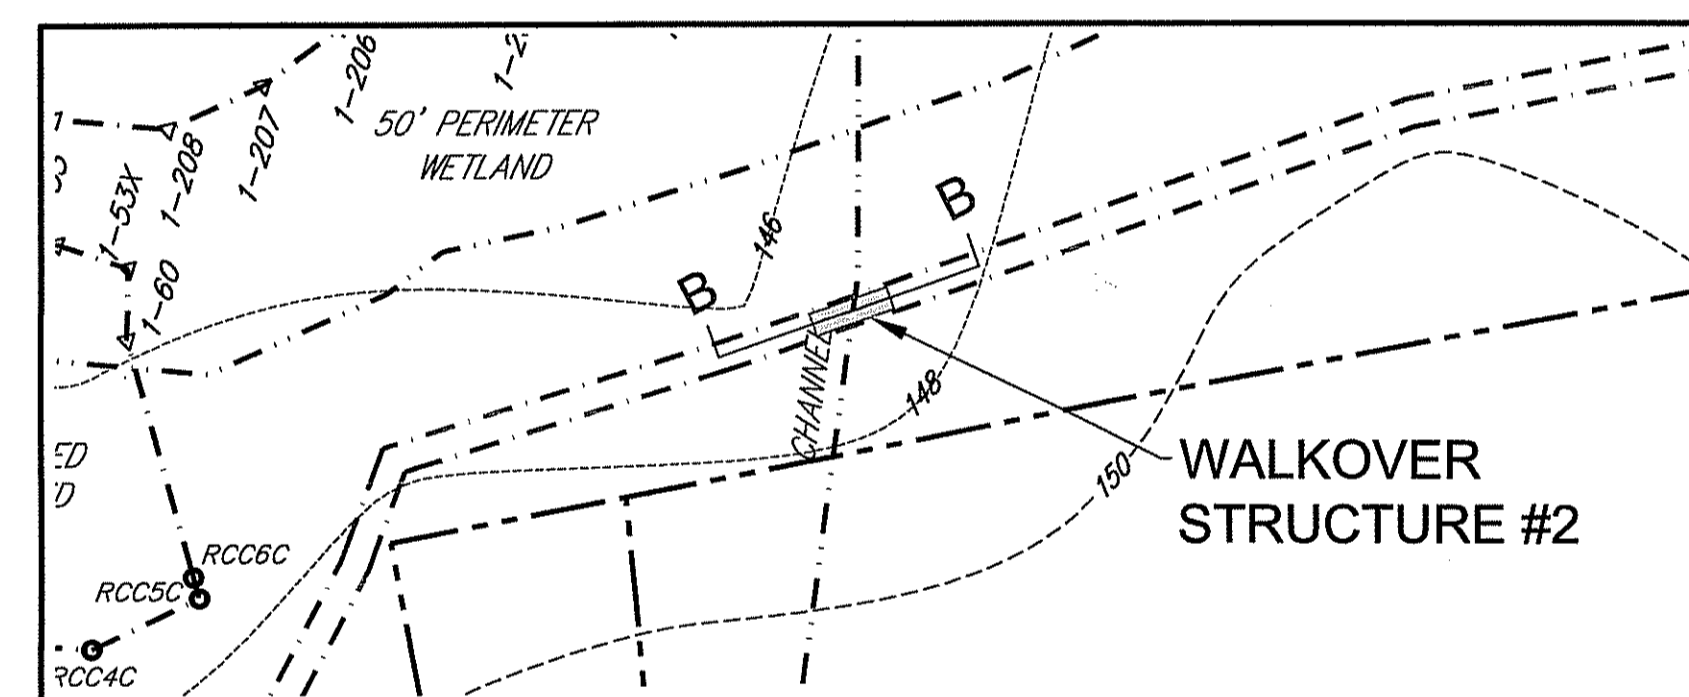 1-206
1-207
1-208
1-53X
1-60
50' PERIMETER
WETLAND
146
B
B
CHANNEL
148
150
WALKOVER
STRUCTURE #2
RCC6C
RCC5C
RCC4C